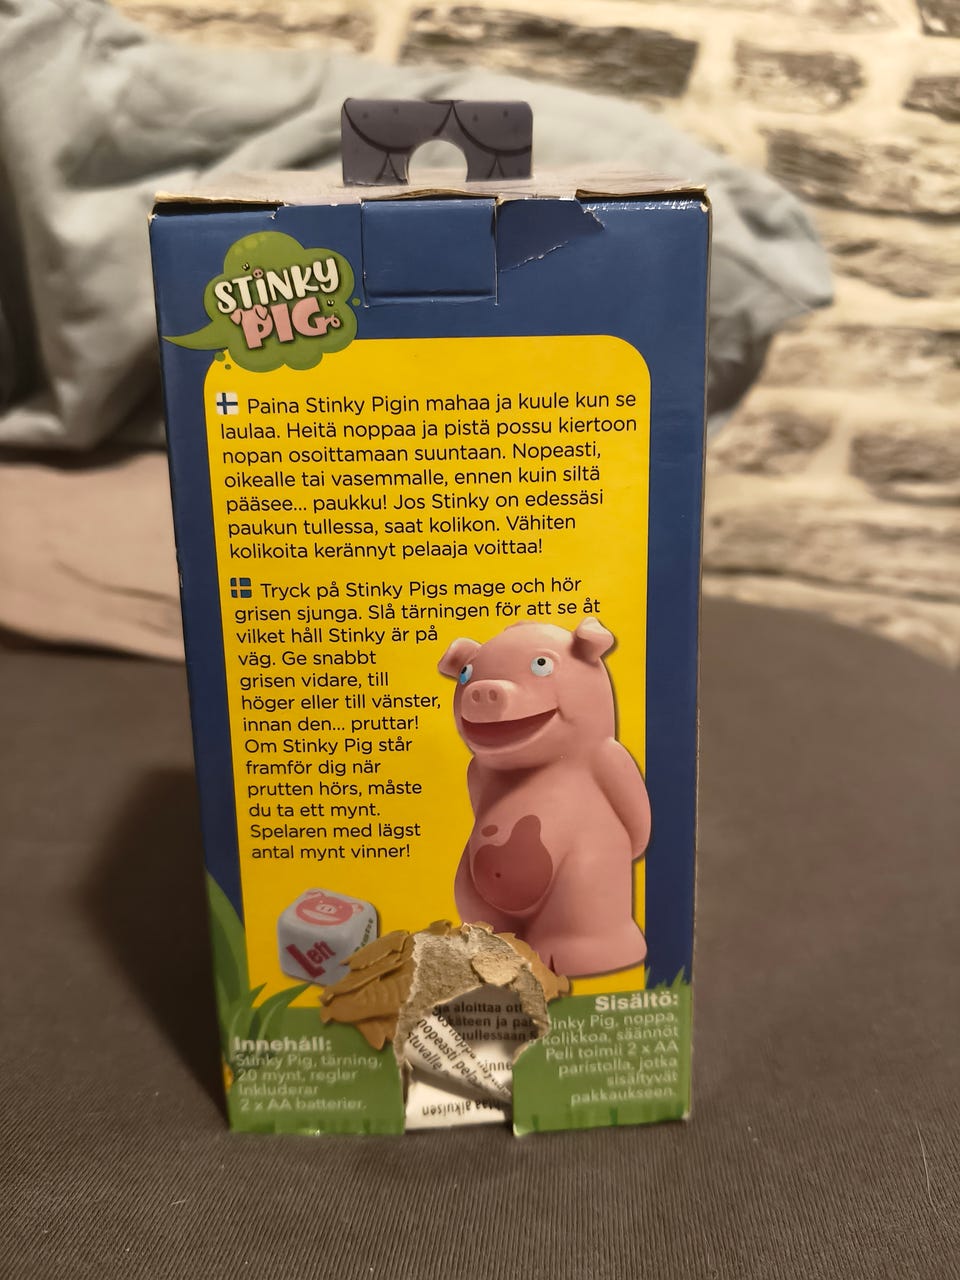 STINKY
PIG
Paina Stinky Pigin mahaa ja kuule kun se
laulaa. Heitä noppaa ja pistä possu kiertoon
nopan osoittamaan suuntaan. Nopeasti,
oikealle tai vasemmalle, ennen kuin siltä
pääsee... paukku! Jos Stinky on edessäsi
paukun tullessa, saat kolikon. Vähiten
kolikoita kerännyt pelaaja voittaa!
Tryck på Stinky Pigs mage och hör
grisen sjunga. Slå tärningen för att se åt
vilket håll Stinky är på
väg. Ge snabbt
grisen vidare, till
höger eller till vänster,
innan den... pruttar!
Om Stinky Pig står
framför dig när
prutten hörs, måste
du ta ett mynt.
Spelaren med lägst
antal mynt vinner!
Left
Innehåll:
Stinky Pig, tärning,
20 mynt, regler
Inkluderar
2 x AA batterier.
aloittaa
nopeasti
Sisältö:
Pig, noppa,
kolikkoa, säännöt
Peli toimii 2 x AA
paristolla, jotka
sisältyvät
pakkaukseen.